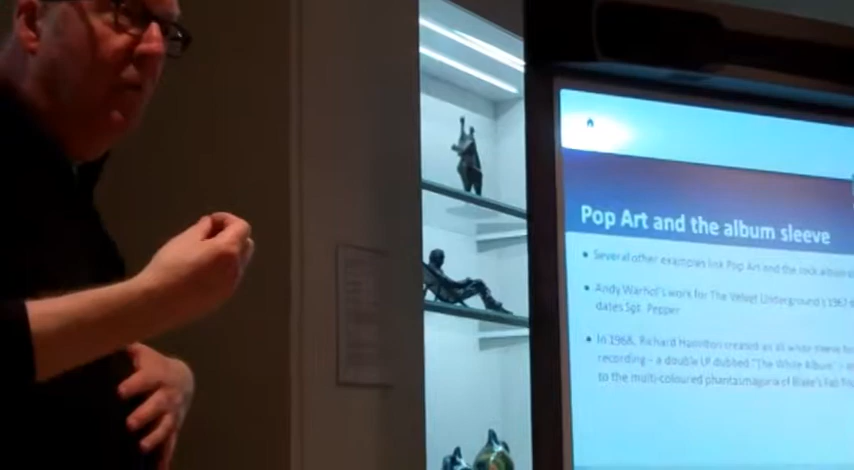 Pop Art and the album sleeve
• Several other examples link Pop Art and the rock album
• Andy Warhol's work for The Velvet Underground's 1967
dates Sgt. Pepper
• In 1968, Richard Hamilton created an all white sleeve
recording – a double LP dubbed "The White Album" –
to the multi-coloured phantasmagoria of Blake's